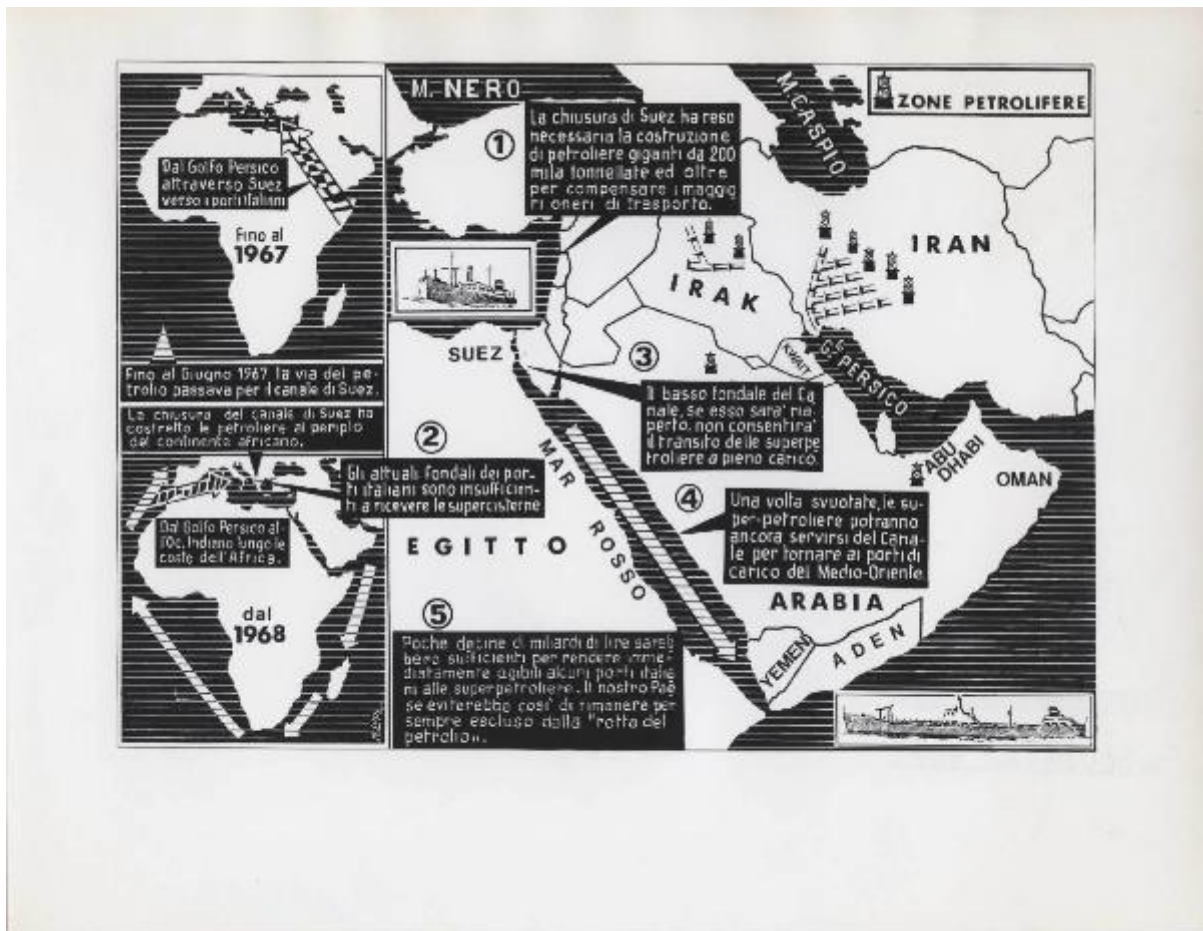 Dal Golfo Persico
attraverso Suez
verso i porti italiani
fino al
1967
Fino al Giugno 1967 la via del pe-
trolio passava per il canale di Suez.
La chiusura del canale di Suez ha
costretto le petroliere al periplo
del continente africano.
Dal Golfo Persico al-
l'Oc. Indiano lungo le
coste dell'Africa.
dal
1968
M. NERO
M. CASPIO
ZONE PETROLIFERE
1
La chiusura di Suez ha reso
necessaria la costruzione
di petroliere giganti da 200
mila tonnellate ed oltre
per compensare i maggio
ri oneri di trasporto.
IRAN
IRAK
SUEZ
3
KUWAIT
G. PERSICO
Il basso fondale del Ca
nale, se esso sara' ria
perto, non consentira'
il transito delle superpe
troliere a pieno carico.
2
Gli attuali fondali dei por-
ti italiani sono insufficien-
ti a ricevere le supercisterne
MAR ROSSO
ABU DHABI
OMAN
4
Una volta svuotate, le su-
per-petroliere potranno
ancora servirsi del Cana-
le per tornare ai porti di
carico del Medio-Oriente
EGITTO
ARABIA
YEMEN
ADEN
5
Poche decine di miliardi di lire sareb
bero sufficienti per rendere imme-
diatamente agibili alcuni porti italia
ni alle superpetroliere. Il nostro Pae
se eviterebbe cosi' di rimanere per
sempre escluso dalla "rotta del
petrolio".